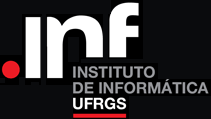 .inf
INSTITUTO
DE INFORMÁTICA
UFRGS